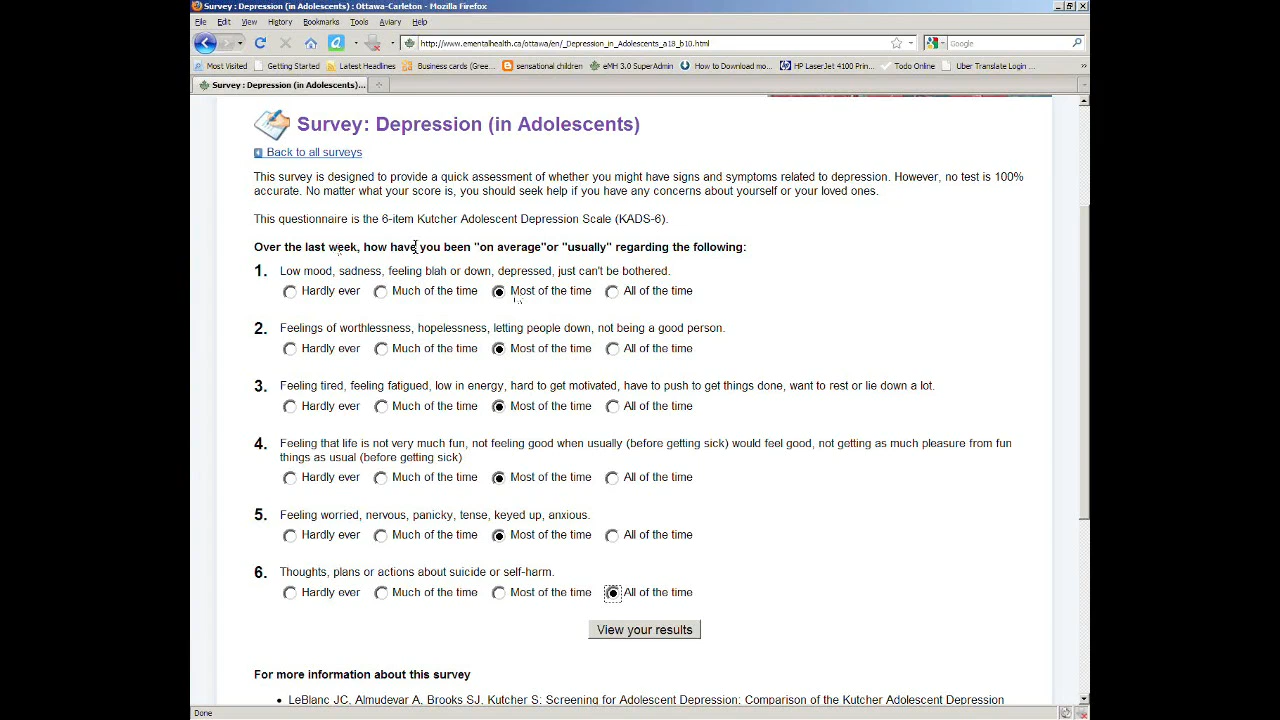 Survey : Depression (in Adolescents) : Ottawa-Carleton - Mozilla Firefox
File Edit View History Bookmarks Tools Aviary Help
http://www.ementalhealth.ca/ottawa/en/_Depression_in_Adolescents_a18_b10.html Google
Most Visited Getting Started Latest Headlines Business cards (Gree... sensational children eMH 3.0 SuperAdmin How to Download mo... HP LaserJet 4100 Prin... Todo Online Uber Translate Login ... »
Survey : Depression (in Adolescents)...
Survey: Depression (in Adolescents)
Back to all surveys
This survey is designed to provide a quick assessment of whether you might have signs and symptoms related to depression. However, no test is 100%
accurate. No matter what your score is, you should seek help if you have any concerns about yourself or your loved ones.
This questionnaire is the 6-item Kutcher Adolescent Depression Scale (KADS-6).
Over the last week, how have you been "on average"or "usually" regarding the following:
1. Low mood, sadness, feeling blah or down, depressed, just can't be bothered.
Hardly ever Much of the time Most of the time All of the time
2. Feelings of worthlessness, hopelessness, letting people down, not being a good person.
Hardly ever Much of the time Most of the time All of the time
3. Feeling tired, feeling fatigued, low in energy, hard to get motivated, have to push to get things done, want to rest or lie down a lot.
Hardly ever Much of the time Most of the time All of the time
4. Feeling that life is not very much fun, not feeling good when usually (before getting sick) would feel good, not getting as much pleasure from fun
things as usual (before getting sick)
Hardly ever Much of the time Most of the time All of the time
5. Feeling worried, nervous, panicky, tense, keyed up, anxious.
Hardly ever Much of the time Most of the time All of the time
6. Thoughts, plans or actions about suicide or self-harm.
Hardly ever Much of the time Most of the time All of the time
View your results
For more information about this survey
• LeBlanc JC, Almudevar A, Brooks SJ, Kutcher S: Screening for Adolescent Depression: Comparison of the Kutcher Adolescent Depression
Done